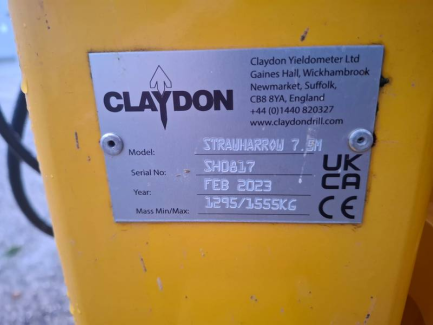 CLAYDON
Claydon Yieldometer Ltd
Gaines Hall, Wickhambrook
Newmarket, Suffolk,
CB8 8YA, England
+44 (0)1440 820327
www.claydondrill.com
Model: STRAWHARROW 7.5M
Serial No: SH0817
Year: FEB 2023
Mass Min/Max: 1295/1555KG
UK
CA
CE